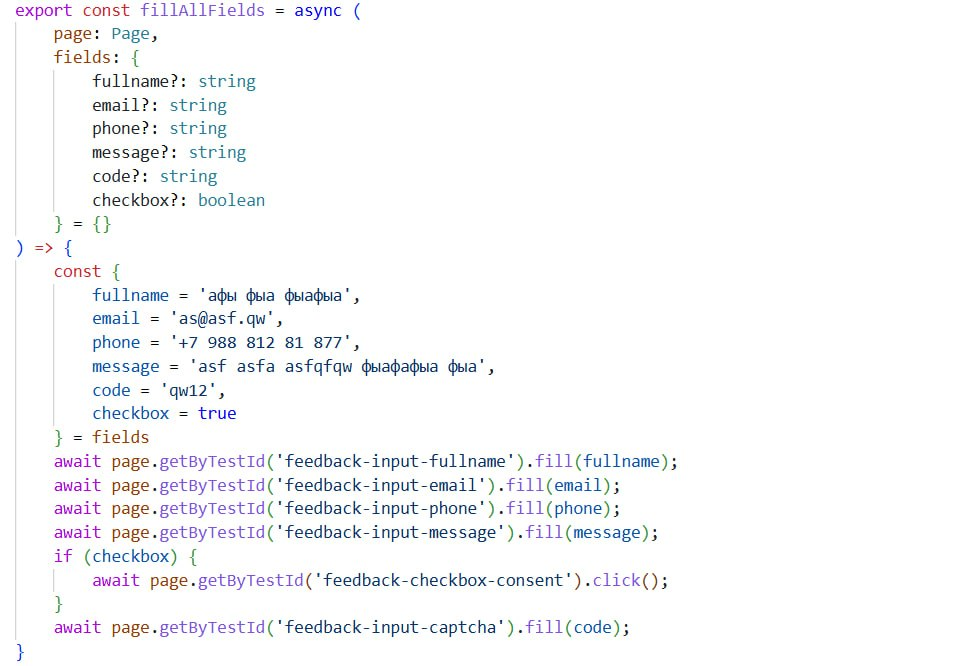 export const fillAllFields = async (
    page: Page,
    fields: {
        fullname?: string
        email?: string
        phone?: string
        message?: string
        code?: string
        checkbox?: boolean
    } = {}
) => {
    const {
        fullname = 'афы фыа фыафыа',
        email = 'as@asf.qw',
        phone = '+7 988 812 81 877',
        message = 'asf asfa asfqfqw фыафафыа фыа',
        code = 'qw12',
        checkbox = true
    } = fields
    await page.getByTestId('feedback-input-fullname').fill(fullname);
    await page.getByTestId('feedback-input-email').fill(email);
    await page.getByTestId('feedback-input-phone').fill(phone);
    await page.getByTestId('feedback-input-message').fill(message);
    if (checkbox) {
        await page.getByTestId('feedback-checkbox-consent').click();
    }
    await page.getByTestId('feedback-input-captcha').fill(code);
}